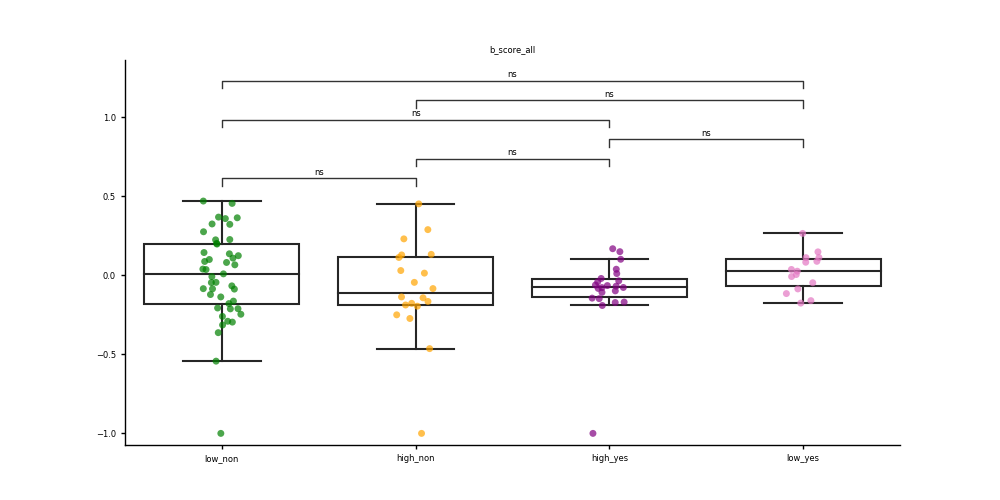 b_score_all
ns
ns
ns
ns
ns
ns
1.0
0.5
0.0
−0.5
−1.0
low_non
high_non
high_yes
low_yes